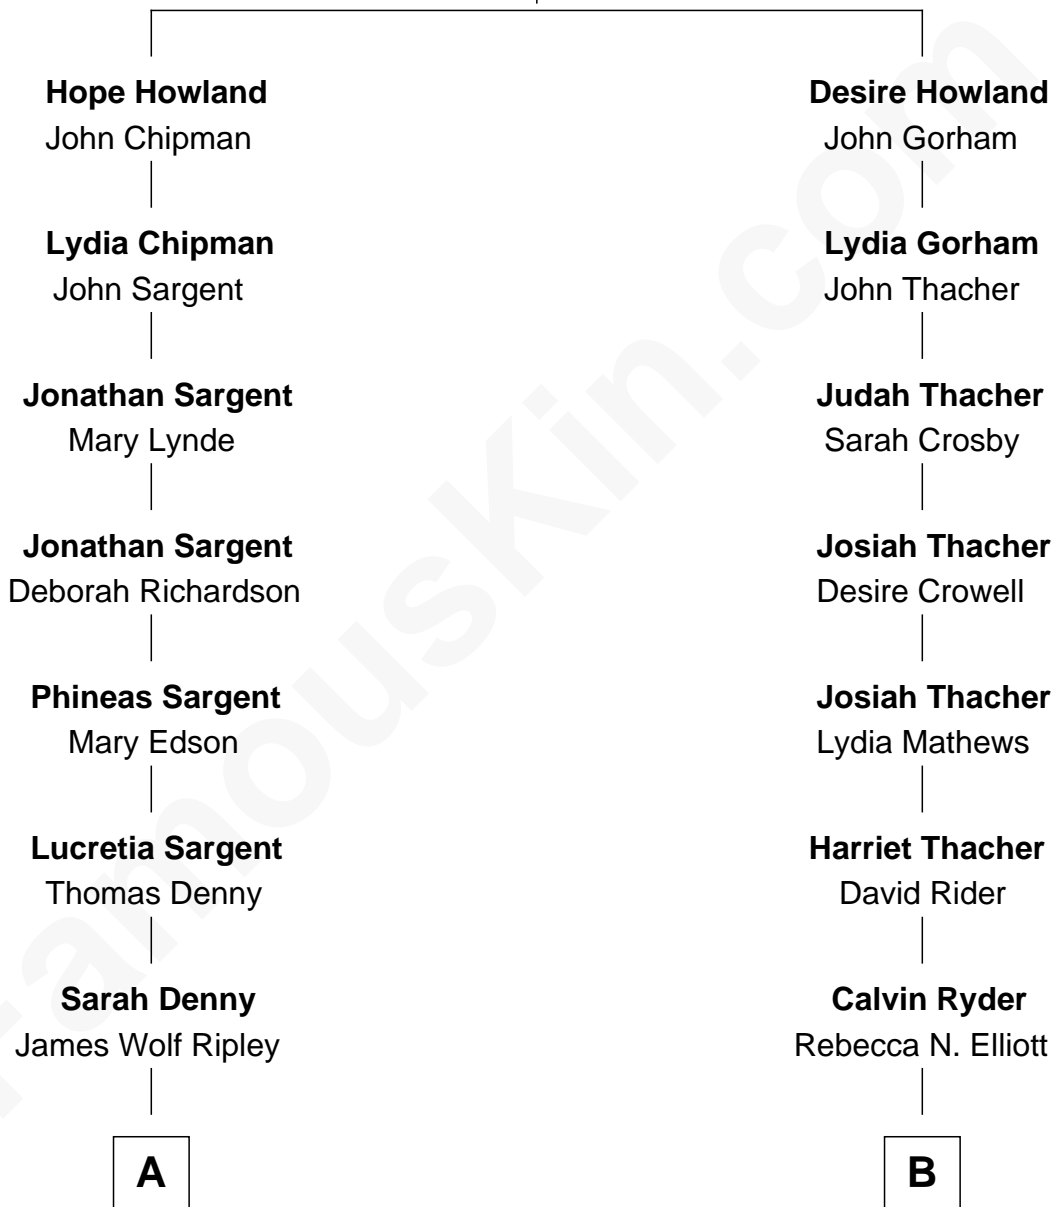 Hope Howland
John Chipman
Lydia Chipman
John Sargent
Jonathan Sargent
Mary Lynde
Jonathan Sargent
Deborah Richardson
Phineas Sargent
Mary Edson
Lucretia Sargent
Thomas Denny
Sarah Denny
James Wolf Ripley
A
Desire Howland
John Gorham
Lydia Gorham
John Thacher
Judah Thacher
Sarah Crosby
Josiah Thacher
Desire Crowell
Josiah Thacher
Lydia Mathews
Harriet Thacher
David Rider
Calvin Ryder
Rebecca N. Elliott
B
FamousKin.com